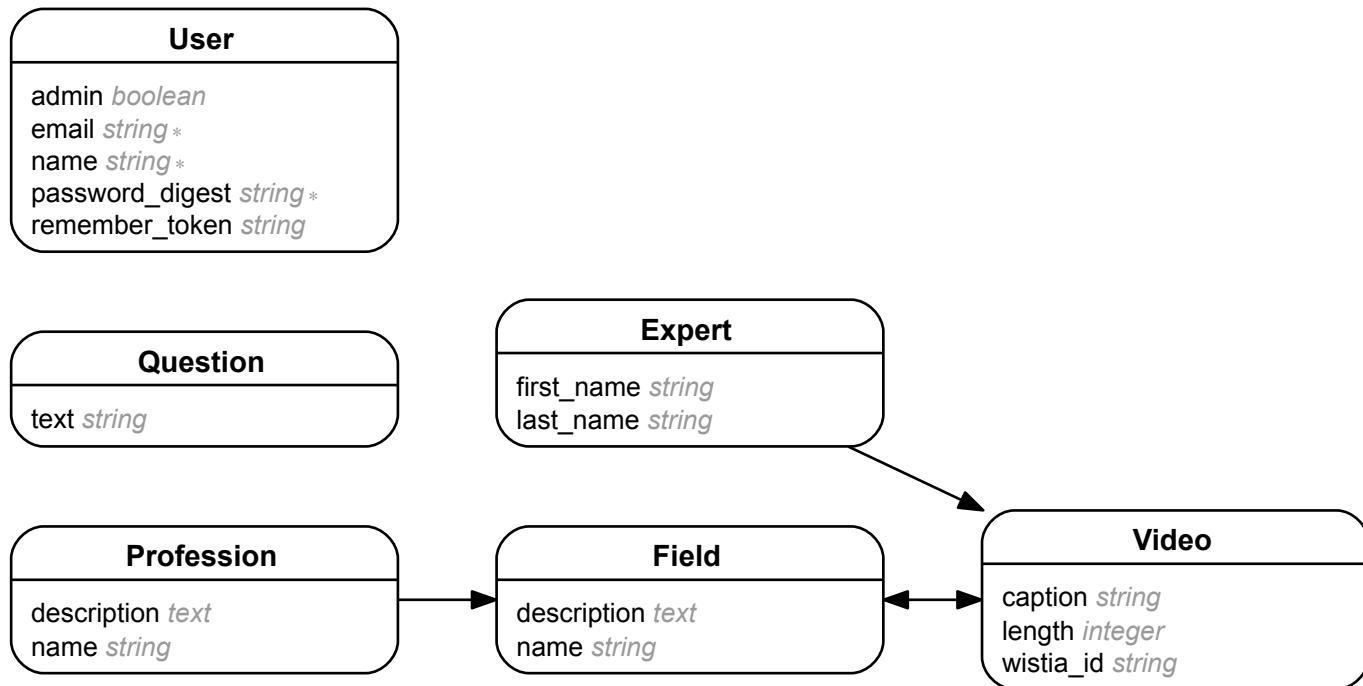 User
admin boolean
email string *
name string *
password_digest string *
remember_token string
Question
text string
Expert
first_name string
last_name string
Profession
description text
name string
Field
description text
name string
Video
caption string
length integer
wistia_id string